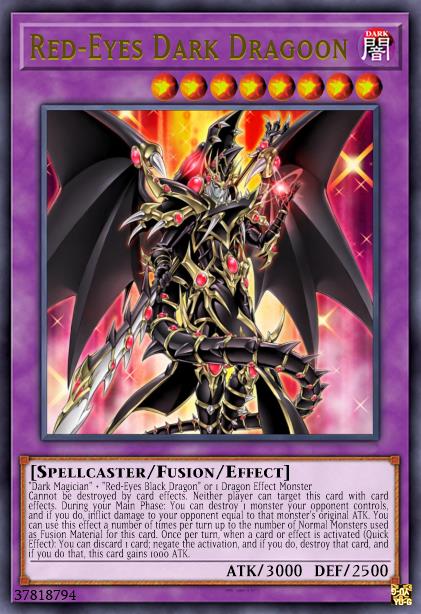 RED-EYES DARK DRAGOON
DARK
闇
[SPELLCASTER/FUSION/EFFECT]
"Dark Magician" + "Red-Eyes Black Dragon" or 1 Dragon Effect Monster
Cannot be destroyed by card effects. Neither player can target this card with card
effects. During your Main Phase: You can destroy 1 monster your opponent controls,
and if you do, inflict damage to your opponent equal to that monster's original ATK. You
can use this effect a number of times per turn up to the number of Normal Monsters used
as Fusion Material for this card. Once per turn, when a card or effect is activated (Quick
Effect): You can discard 1 card; negate the activation, and if you do, destroy that card, and
if you do that, this card gains 1000 ATK.
ATK/3000 DEF/2500
37818794